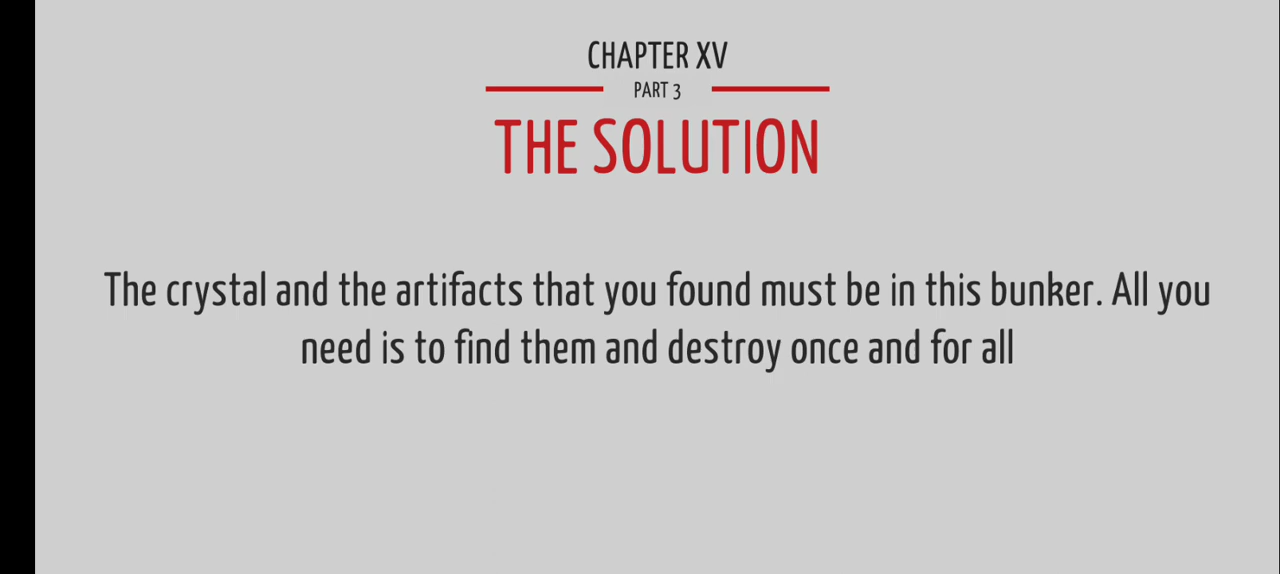 CHAPTER XV
PART 3
THE SOLUTION
The crystal and the artifacts that you found must be in this bunker. All you
need is to find them and destroy once and for all